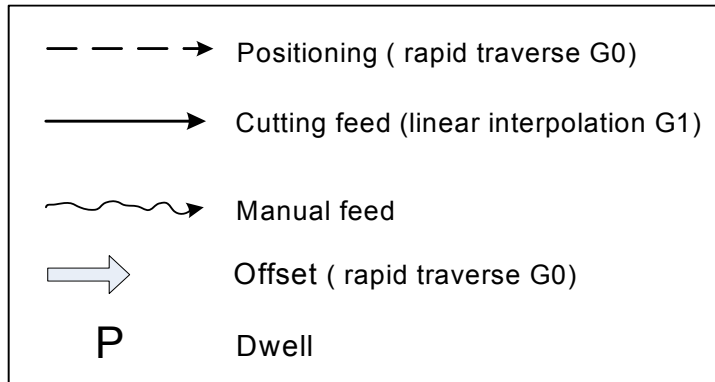 Positioning ( rapid traverse G0)
Cutting feed (linear interpolation G1)
Manual feed
Offset ( rapid traverse G0)
P Dwell